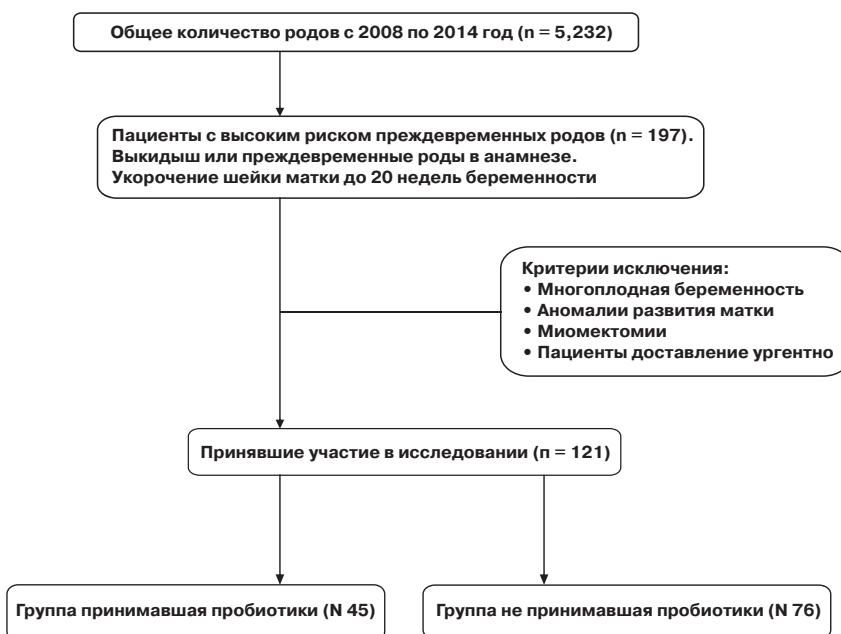 Общее количество родов с 2008 по 2014 год (n = 5,232)
Пациенты с высоким риском преждевременных родов (n = 197).
Выкидыш или преждевременные роды в анамнезе.
Укорочение шейки матки до 20 недель беременности
Критерии исключения:
• Многоплодная беременность
• Аномалии развития матки
• Миомектомии
• Пациенты доставление ургентно
Принявшие участие в исследовании (п = 121)
Группа принимавшая пробиотики (N 45)
Группа не принимавшая пробиотики (N 76)